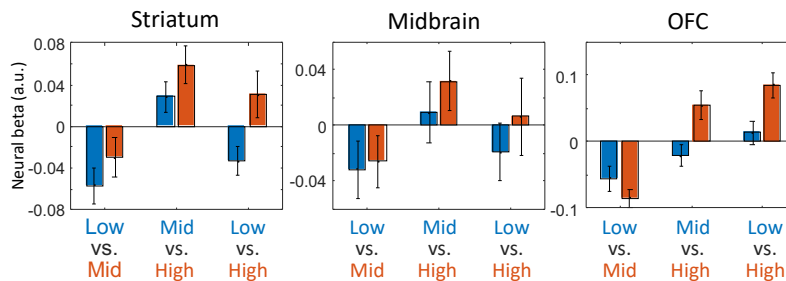 Striatum
Midbrain
OFC
Neural beta (a.u.)
0.08
0.04
0
-0.04
-0.08
0.04
0
-0.04
0.1
0
-0.1
Low Mid Low
vs. vs. vs.
Mid High High
Low Mid Low
vs. vs. vs.
Mid High High
Low Mid Low
vs. vs. vs.
Mid High High